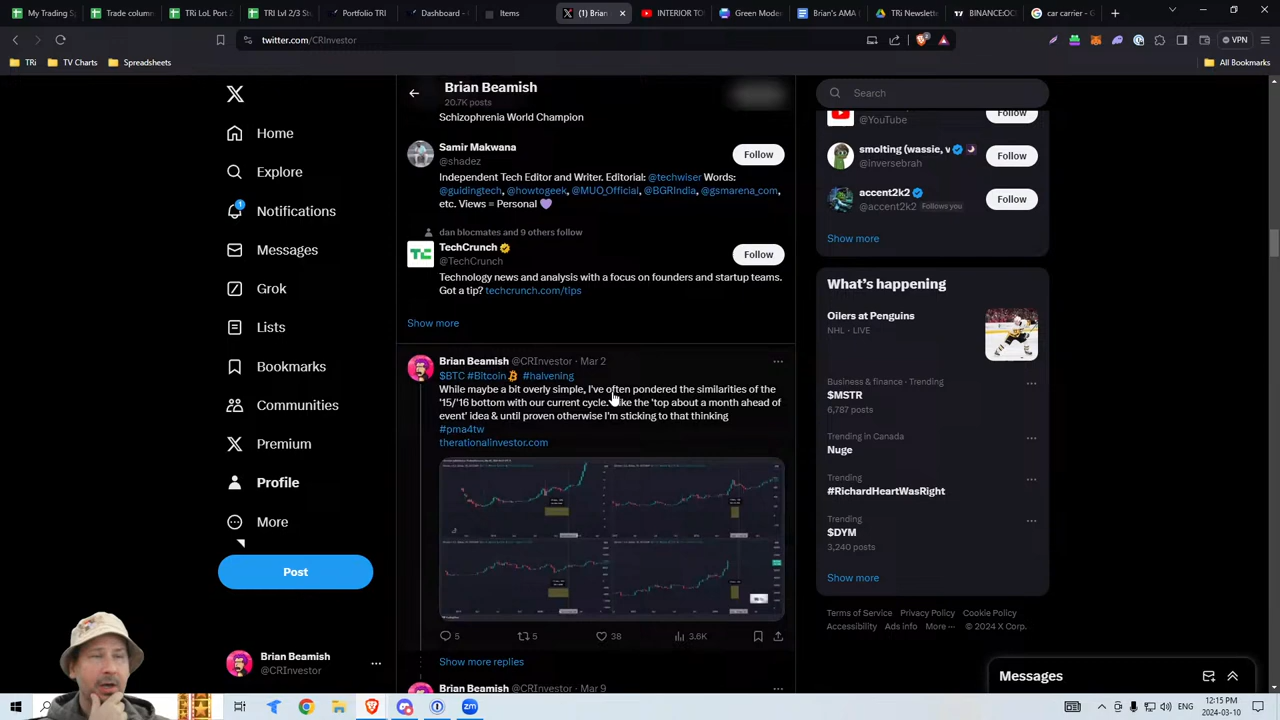 My Trading Sp
Trade column
TRi LoL Port 2
TRI Lvl 2/3 St
Portfolio TRI
Dashboard -
Items
(1) Brian
INTERIOR TO
Green Moder
Brian's AMA (
TRi Newslette
BINANCE:OC
car carrier - G
twitter.com/CRInvestor
VPN
TRi
TV Charts
Spreadsheets
All Bookmarks
Home
Explore
Notifications
Messages
Grok
Lists
Bookmarks
Communities
Premium
Profile
More
Post
Brian Beamish
@CRInvestor
Brian Beamish
20.7K posts
Schizophrenia World Champion
Samir Makwana
@shadez
Follow
Independent Tech Editor and Writer. Editorial: @techwiser Words:
@guidingtech, @howtogeek, @MUO_Official, @BGRIndia, @gsmarena_com,
etc. Views = Personal 💜
dan blocmates and 9 others follow
TechCrunch
@TechCrunch
Follow
Technology news and analysis with a focus on founders and startup teams.
Got a tip? techcrunch.com/tips
Show more
Brian Beamish @CRInvestor · Mar 2
$BTC #Bitcoin #halvening
While maybe a bit overly simple, I've often pondered the similarities of the
'15/'16 bottom with our current cycle. ike the 'top about a month ahead of
event' idea & until proven otherwise I'm sticking to that thinking
#pma4tw
therationalinvestor.com
5
5
38
3.6K
Show more replies
Brian Beamish @CRInvestor · Mar 9
Search
@YouTube
Follow
smolting (wassie, v
@inversebrah
Follow
accent2k2
@accent2k2 Follows you
Follow
Show more
What's happening
Oilers at Penguins
NHL · LIVE
Business & finance · Trending
$MSTR
6,787 posts
Trending in Canada
Nuge
Trending
#RichardHeartWasRight
Trending
$DYM
3,240 posts
Show more
Terms of Service Privacy Policy Cookie Policy
Accessibility Ads info More ··· © 2024 X Corp.
Messages
ENG
12:15 PM
2024-03-10